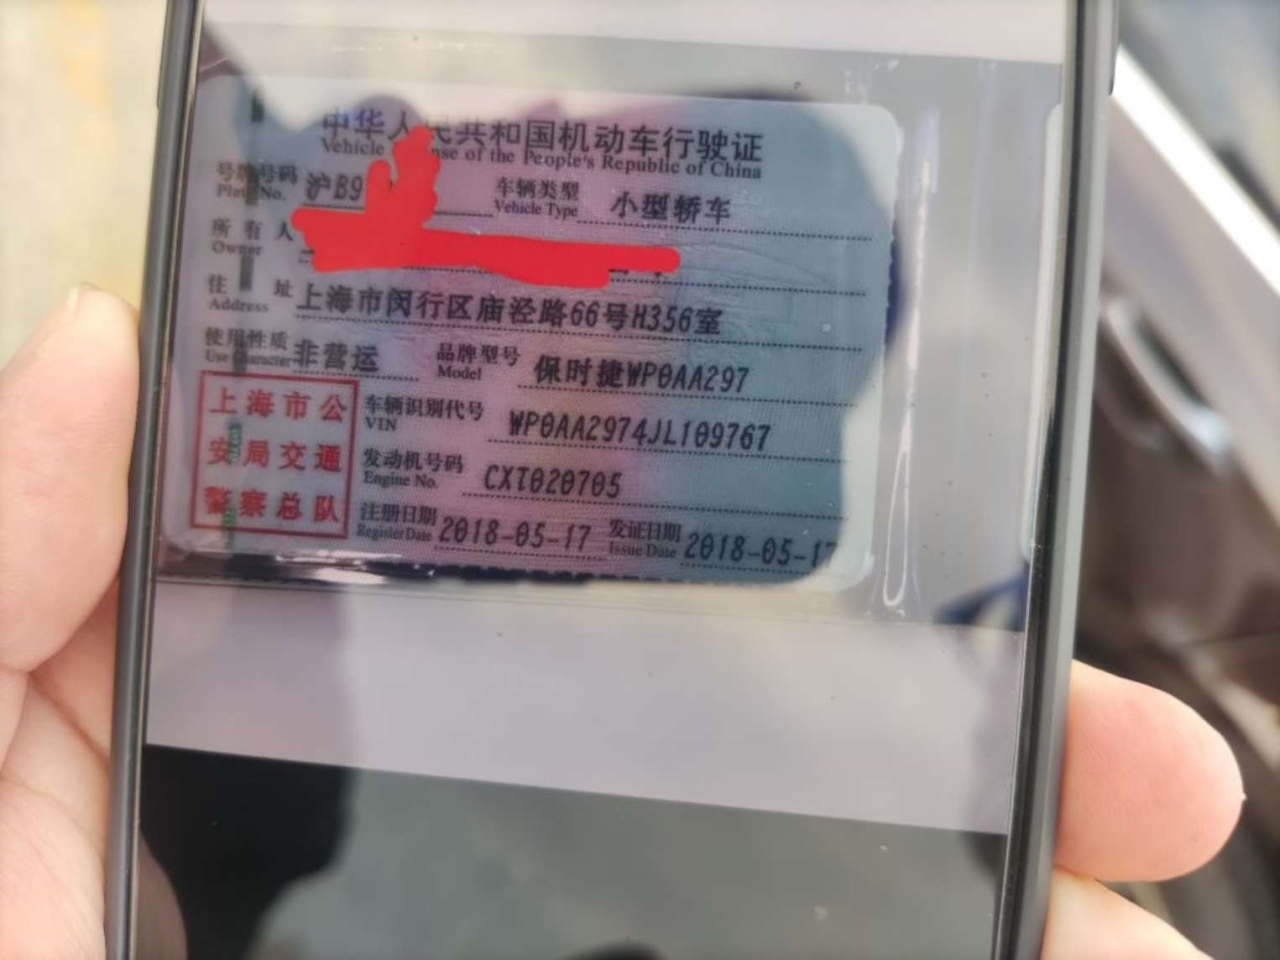 中华人民共和国机动车行驶证
Vehicle of the People's Republic of China
号牌号码 沪B9 车辆类型 小型轿车
Plate No. Vehicle Type
所有人
Owner
住址 上海市闵行区庙泾路66号H356室
Address
使用性质 非营运 品牌型号 保时捷WP0AA297
Use Character Model
上海市公安局交通警察总队
车辆识别代号 WP0AA2974JL109767
VIN
发动机号码 CXT020705
Engine No.
注册日期 2018-05-17 发证日期 2018-05-17
Register Date Issue Date